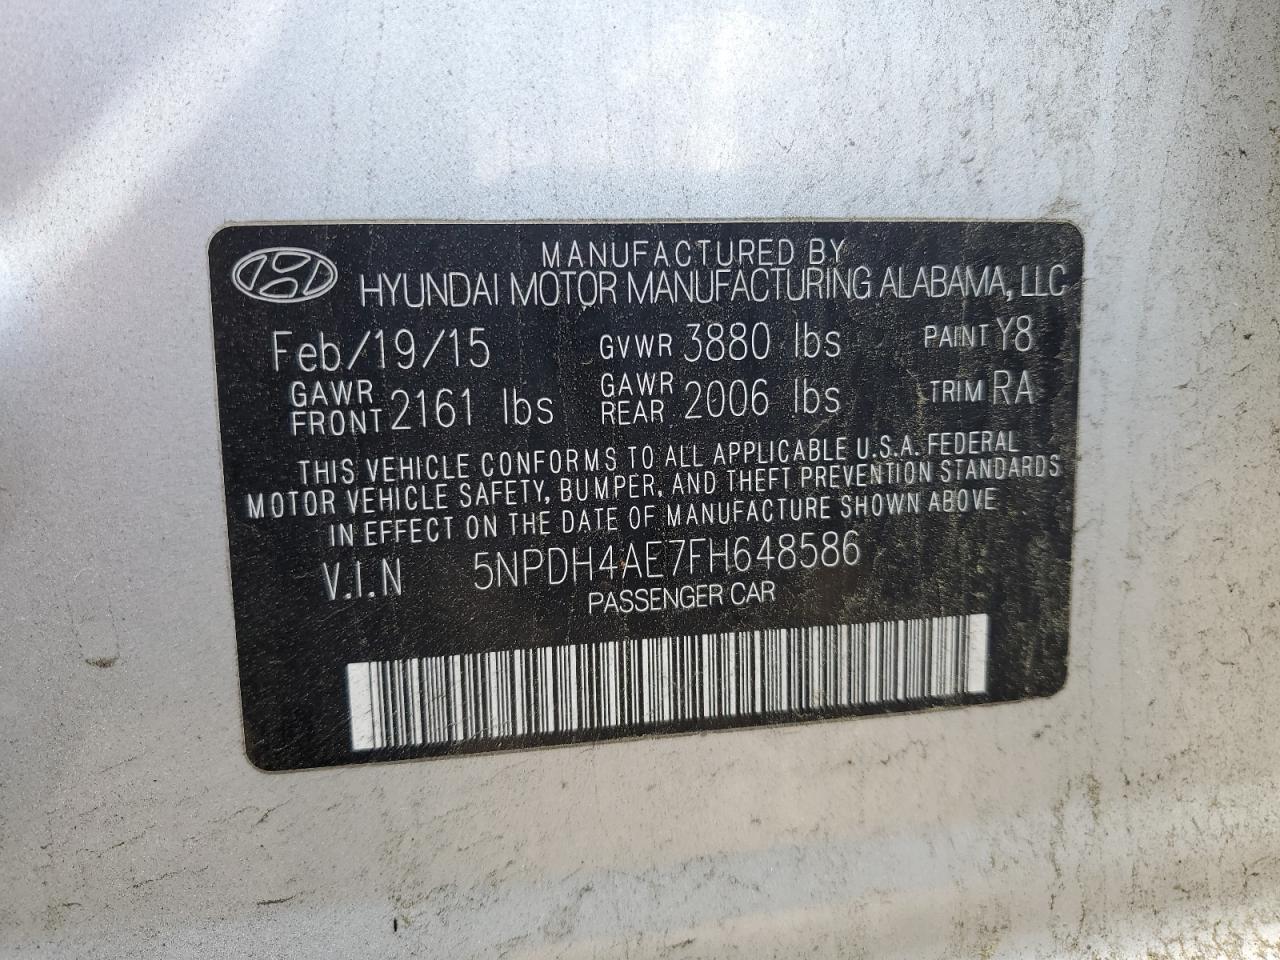 MANUFACTURED BY
HYUNDAI MOTOR MANUFACTURING ALABAMA, LLC
Feb/19/15 GVWR 3880 lbs PAINT Y8
GAWR FRONT 2161 lbs GAWR REAR 2006 lbs TRIM RA
THIS VEHICLE CONFORMS TO ALL APPLICABLE U.S.A. FEDERAL
MOTOR VEHICLE SAFETY, BUMPER, AND THEFT PREVENTION STANDARDS
IN EFFECT ON THE DATE OF MANUFACTURE SHOWN ABOVE
V.I.N 5NPDH4AE7FH648586
PASSENGER CAR